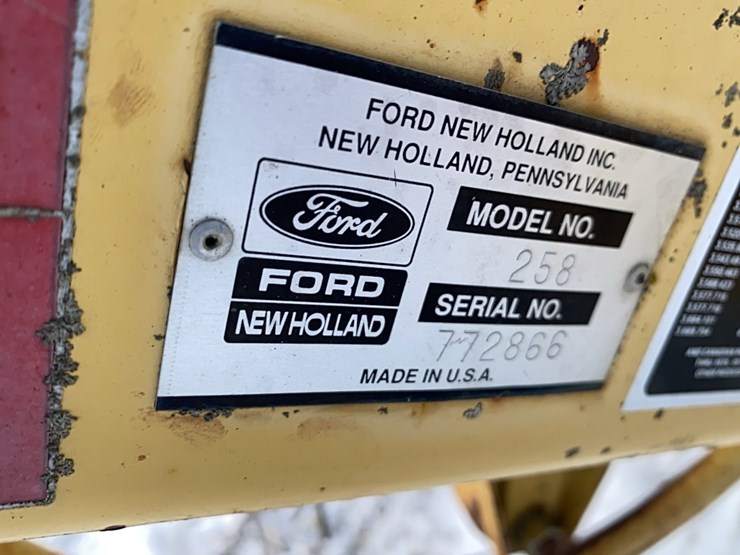 FORD NEW HOLLAND INC.
NEW HOLLAND, PENNSYLVANIA
Ford
FORD
NEW HOLLAND
MODEL NO.
258
SERIAL NO.
772866
MADE IN U.S.A.